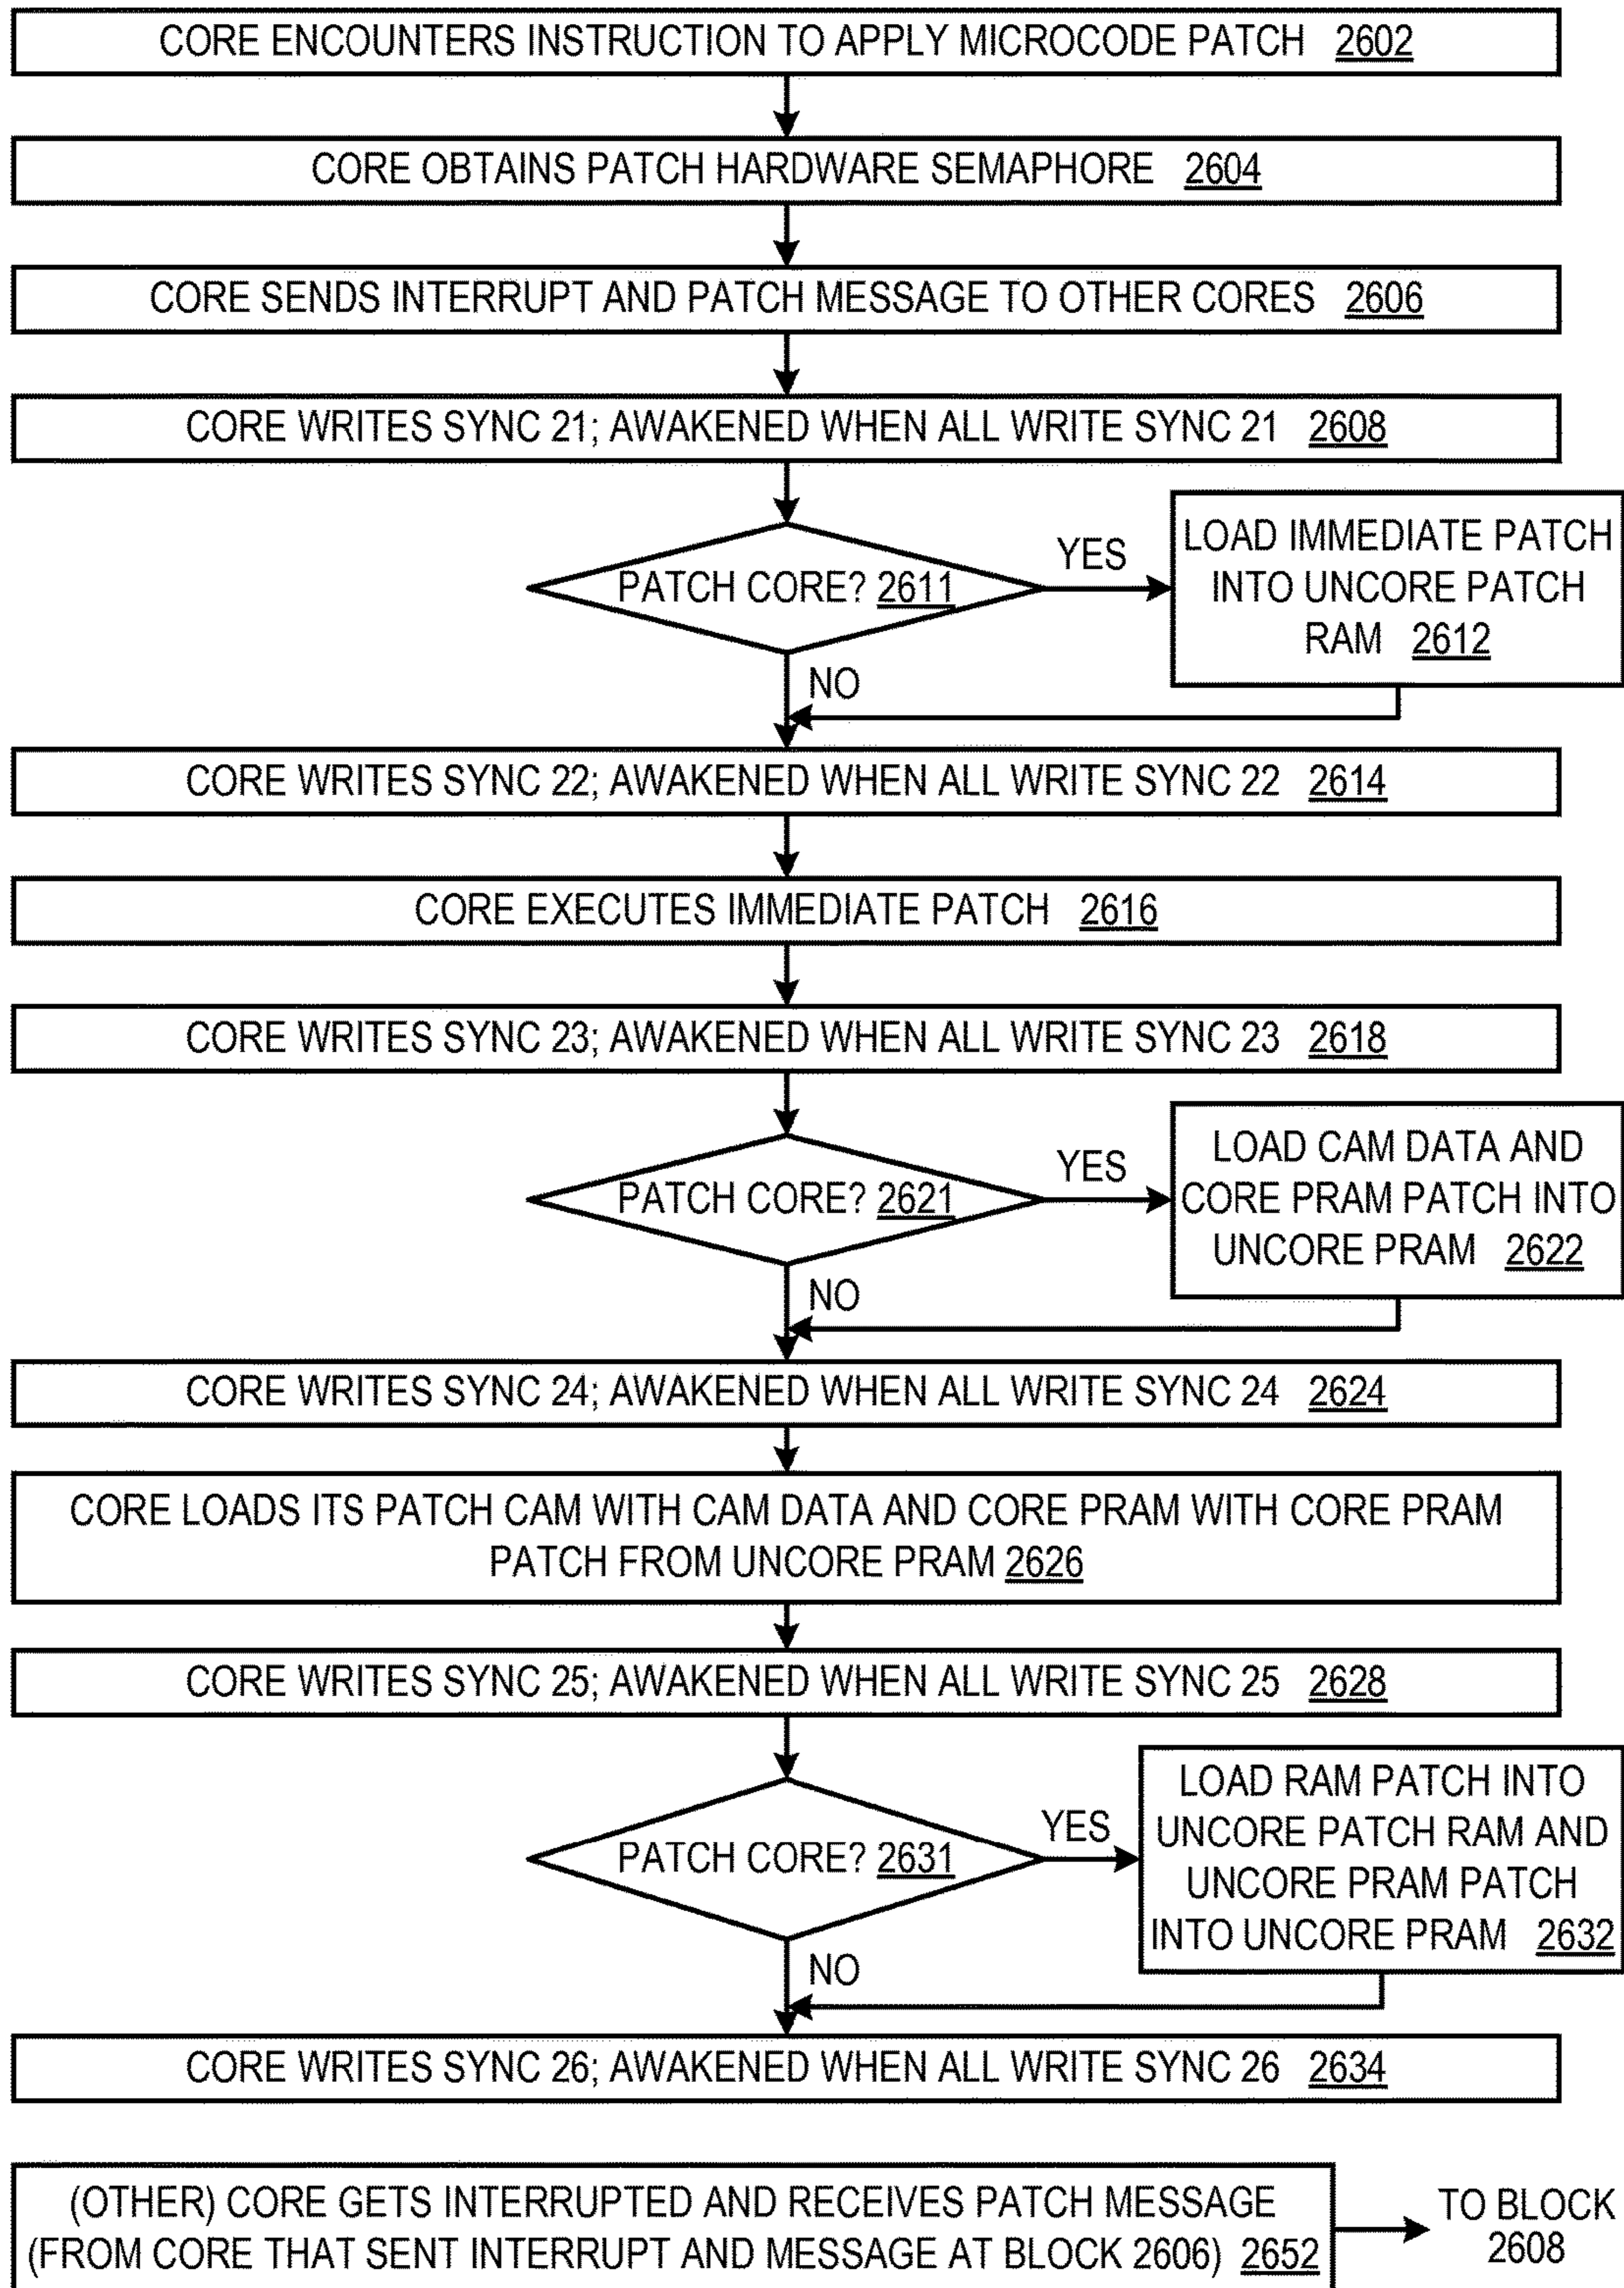 CORE ENCOUNTERS INSTRUCTION TO APPLY MICROCODE PATCH 2602
CORE OBTAINS PATCH HARDWARE SEMAPHORE 2604
CORE SENDS INTERRUPT AND PATCH MESSAGE TO OTHER CORES 2606
CORE WRITES SYNC 21; AWAKENED WHEN ALL WRITE SYNC 21 2608
PATCH CORE? 2611
YES
LOAD IMMEDIATE PATCH
INTO UNCORE PATCH
RAM 2612
NO
CORE WRITES SYNC 22; AWAKENED WHEN ALL WRITE SYNC 22 2614
CORE EXECUTES IMMEDIATE PATCH 2616
CORE WRITES SYNC 23; AWAKENED WHEN ALL WRITE SYNC 23 2618
PATCH CORE? 2621
YES
LOAD CAM DATA AND
CORE PRAM PATCH INTO
UNCORE PRAM 2622
NO
CORE WRITES SYNC 24; AWAKENED WHEN ALL WRITE SYNC 24 2624
CORE LOADS ITS PATCH CAM WITH CAM DATA AND CORE PRAM WITH CORE PRAM
PATCH FROM UNCORE PRAM 2626
CORE WRITES SYNC 25; AWAKENED WHEN ALL WRITE SYNC 25 2628
PATCH CORE? 2631
YES
LOAD RAM PATCH INTO
UNCORE PATCH RAM AND
UNCORE PRAM PATCH
INTO UNCORE PRAM 2632
NO
CORE WRITES SYNC 26; AWAKENED WHEN ALL WRITE SYNC 26 2634
(OTHER) CORE GETS INTERRUPTED AND RECEIVES PATCH MESSAGE
(FROM CORE THAT SENT INTERRUPT AND MESSAGE AT BLOCK 2606) 2652
TO BLOCK
2608